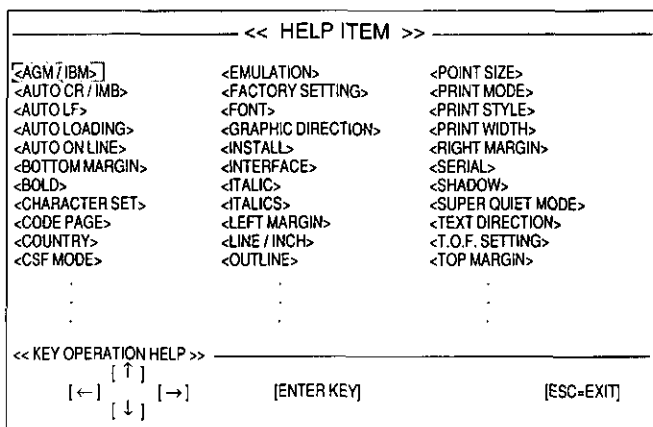 << HELP ITEM >>
<AGM / IBM> <EMULATION> <POINT SIZE>
<AUTO CR / IMB> <FACTORY SETTING> <PRINT MODE>
<AUTO LF> <FONT> <PRINT STYLE>
<AUTO LOADING> <GRAPHIC DIRECTION> <PRINT WIDTH>
<AUTO ON LINE> <INSTALL> <RIGHT MARGIN>
<BOTTOM MARGIN> <INTERFACE> <SERIAL>
<BOLD> <ITALIC> <SHADOW>
<CHARACTER SET> <ITALICS> <SUPER QUIET MODE>
<CODE PAGE> <LEFT MARGIN> <TEXT DIRECTION>
<COUNTRY> <LINE / INCH> <T.O.F. SETTING>
<CSF MODE> <OUTLINE> <TOP MARGIN>
. . .
. . .
. . .
<< KEY OPERATION HELP >>
[ ↑ ]
[ ← ] [ → ] [ENTER KEY] [ESC=EXIT]
[ ↓ ]